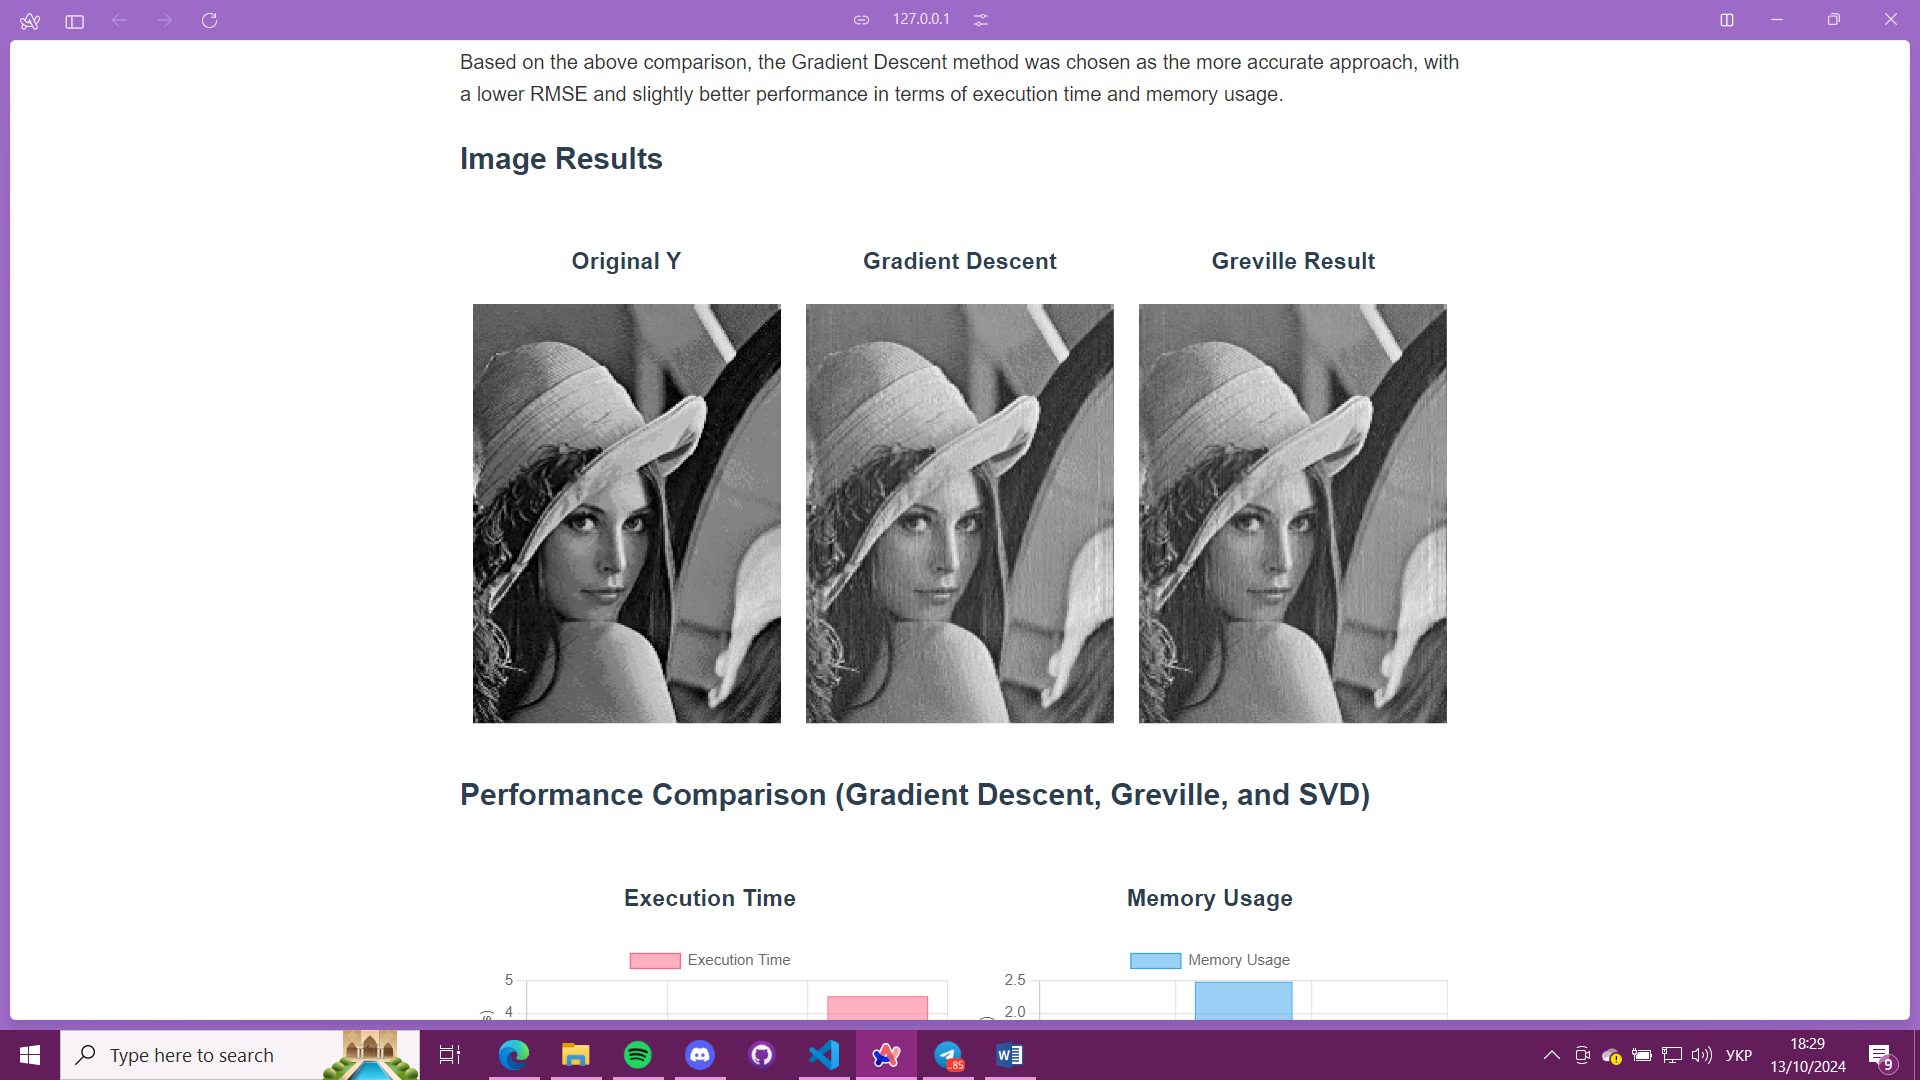 127.0.0.1
Based on the above comparison, the Gradient Descent method was chosen as the more accurate approach, with
a lower RMSE and slightly better performance in terms of execution time and memory usage.
Image Results
Original Y
Gradient Descent
Greville Result
Performance Comparison (Gradient Descent, Greville, and SVD)
Execution Time
Memory Usage
Execution Time
Memory Usage
5
4
2.5
2.0
Type here to search
..85
УКР
18:29
13/10/2024
9